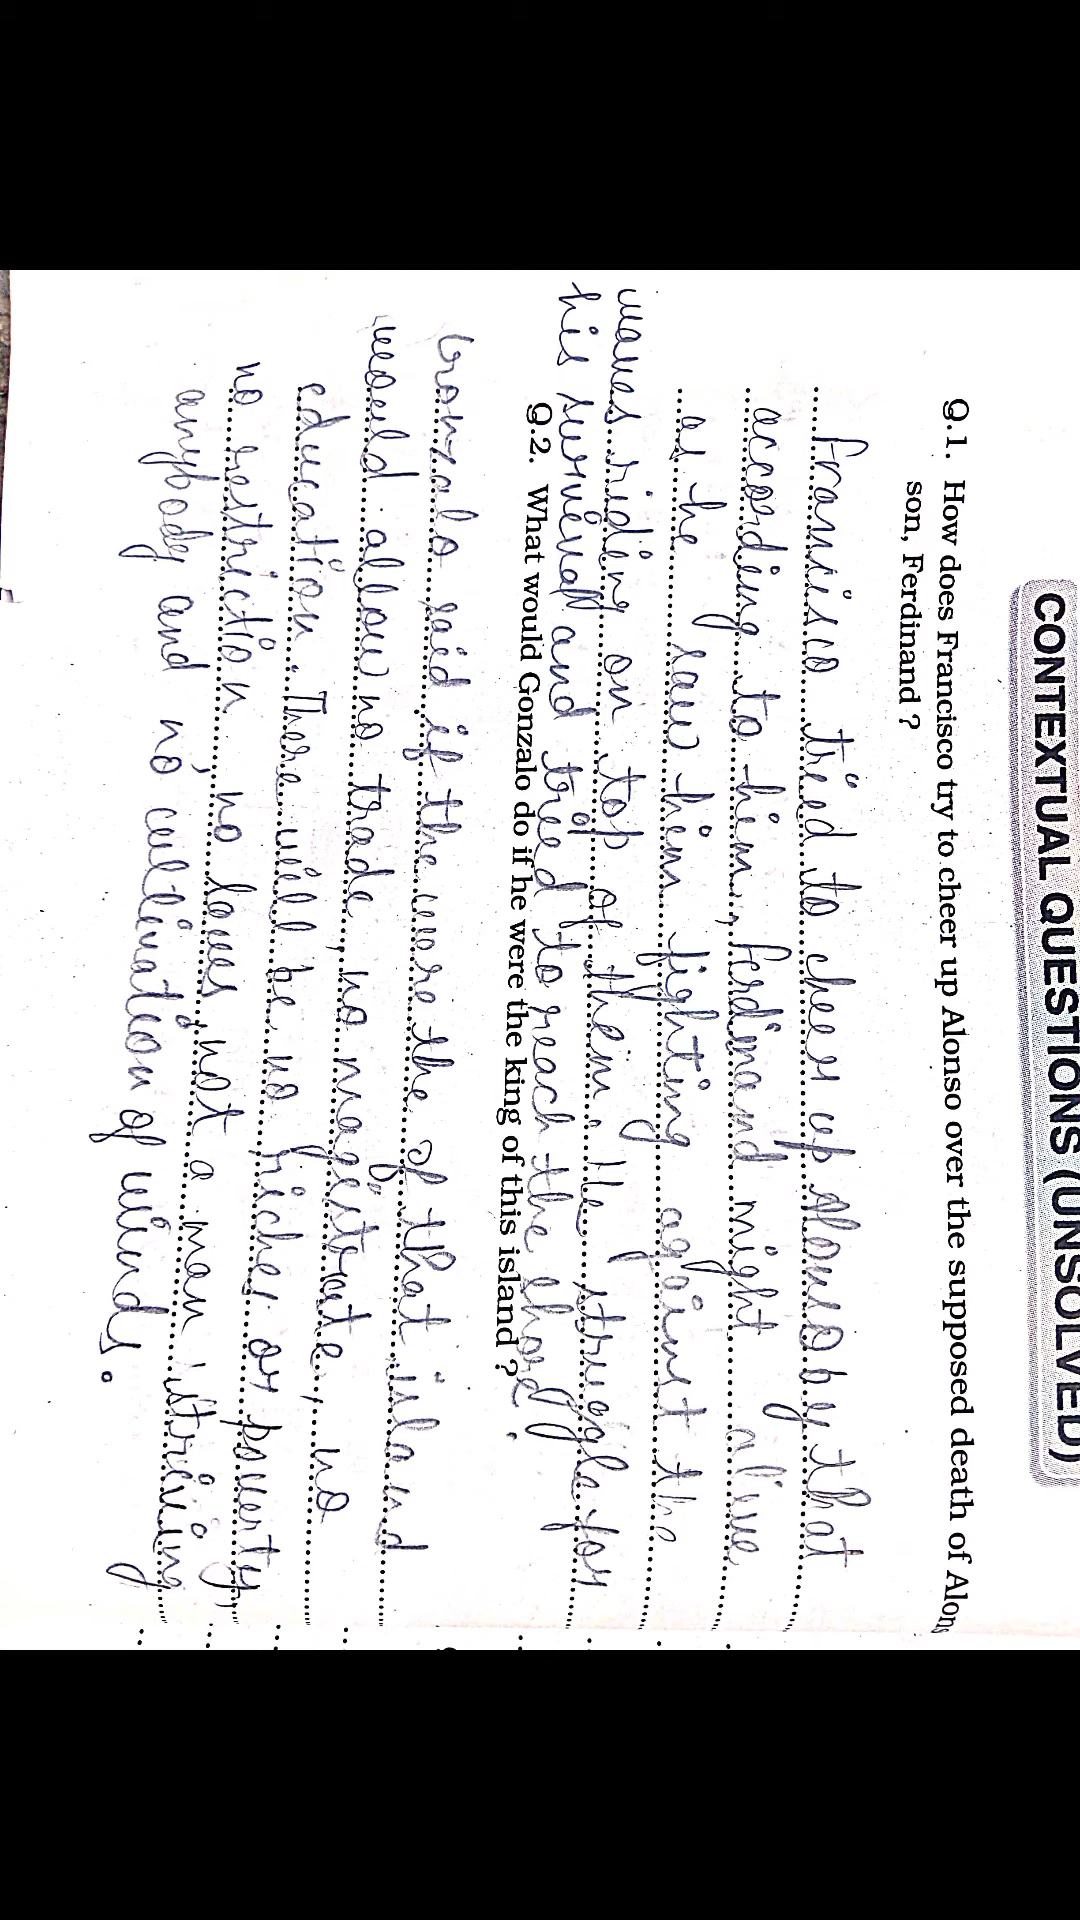 CONTEXTUAL QUESTIONS (UNSOLVED)
Q.1. How does Francisco try to cheer up Alonso over the supposed death of Alons
son, Ferdinand ?
Francisco tried to cheer up Alonso by that
according to him, Ferdinand might alive
as he saw him fighting against the
waves riding on top of them. He struggle for
his survival and tried to reach the shore.
Q.2. What would Gonzalo do if he were the king of this island ?
Gonzalo said if the were the of that island
would allow no trade, no magistrate, no
education. There will be no riches or poverty,
no restriction, no laws, not a man striving
anybody and no cultivation of minds.